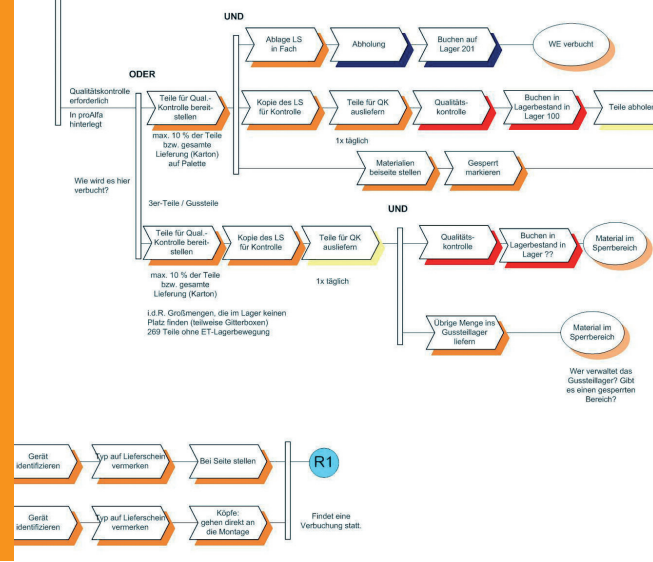 UND
Ablage LS
in Fach
Abholung
Buchen auf
Lager 201
WE verbucht
ODER
Qualitätskontrolle
erforderlich
In proAlfa
hinterlegt
Teile für Qual.-
Kontrolle bereit-
stellen
Kopie des LS
für Kontrolle
Teile für QK
ausliefern
Qualitäts-
kontrolle
Buchen in
Lagerbestand in
Lager 100
Teile abholen
max. 10 % der Teile
bzw. gesamte
Lieferung (Karton)
auf Palette
1x täglich
Materialien
beiseite stellen
Gesperrt
markieren
Wie wird es hier
verbucht?
3er-Teile / Gussteile
UND
Teile für Qual.-
Kontrolle bereit-
stellen
Kopie des LS
für Kontrolle
Teile für QK
ausliefern
Qualitäts-
kontrolle
Buchen in
Lagerbestand in
Lager ??
Material im
Sperrbereich
max. 10 % der Teile
bzw. gesamte
Lieferung (Karton)
1x täglich
i.d.R. Großmengen, die im Lager keinen
Platz finden (teilweise Gitterboxen)
269 Teile ohne ET-Lagerbewegung
Übrige Menge ins
Gussteillager
liefern
Material im
Sperrbereich
Wer verwaltet das
Gussteillager? Gibt
es einen gesperrten
Bereich?
Gerät
identifizieren
Typ auf Lieferschein
vermerken
Bei Seite stellen
R1
Gerät
identifizieren
Typ auf Lieferschein
vermerken
Köpfe:
gehen direkt an
die Montage
Findet eine
Verbuchung statt.